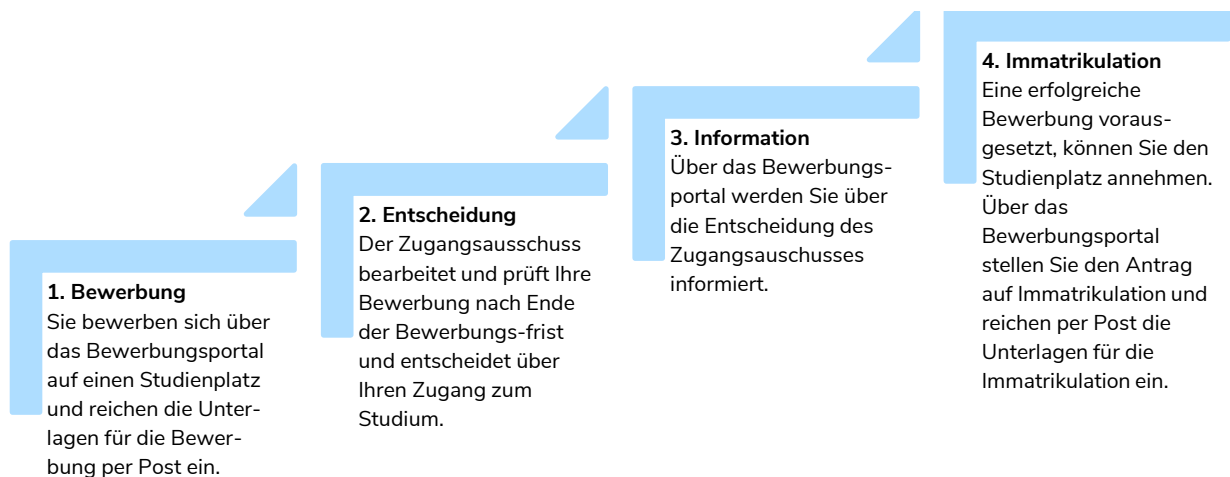 1. Bewerbung
Sie bewerben sich über
das Bewerbungsportal
auf einen Studienplatz
und reichen die Unter-
lagen für die Bewer-
bung per Post ein.
2. Entscheidung
Der Zugangsausschuss
bearbeitet und prüft Ihre
Bewerbung nach Ende
der Bewerbungs-frist
und entscheidet über
Ihren Zugang zum
Studium.
3. Information
Über das Bewerbungs-
portal werden Sie über
die Entscheidung des
Zugangsauschusses
informiert.
4. Immatrikulation
Eine erfolgreiche
Bewerbung voraus-
gesetzt, können Sie den
Studienplatz annehmen.
Über das
Bewerbungsportal
stellen Sie den Antrag
auf Immatrikulation und
reichen per Post die
Unterlagen für die
Immatrikulation ein.